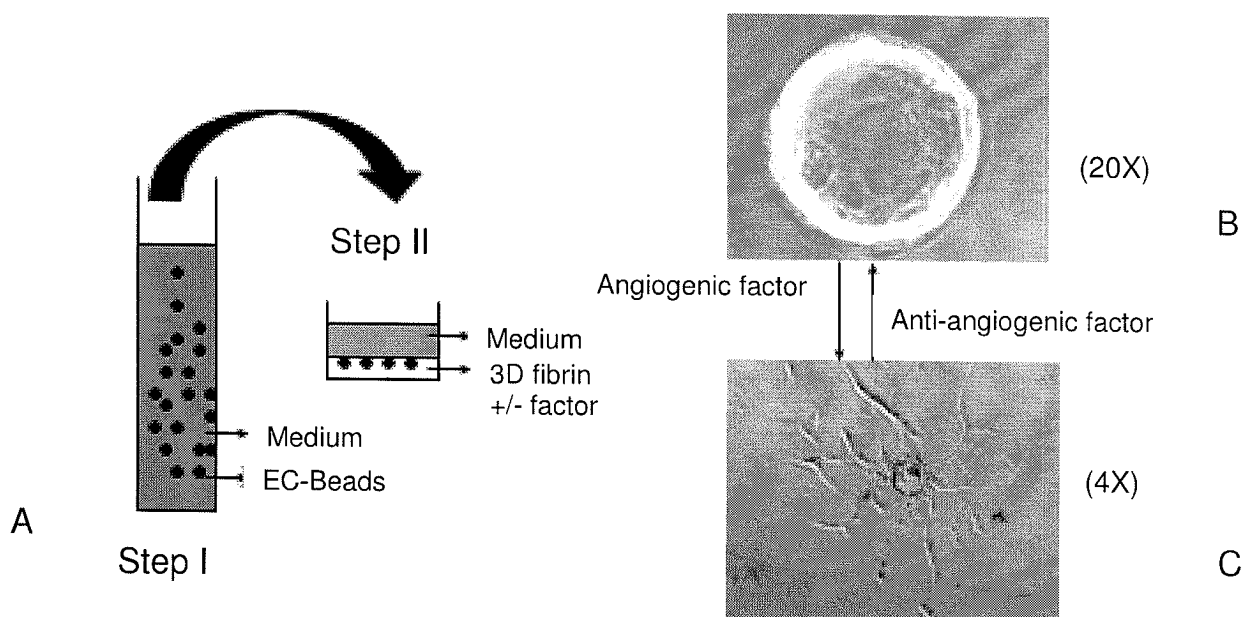 Step II
Medium
3D fibrin
+/- factor
Medium
EC-Beads
A
Step I
(20X)
B
Angiogenic factor
Anti-angiogenic factor
(4X)
C